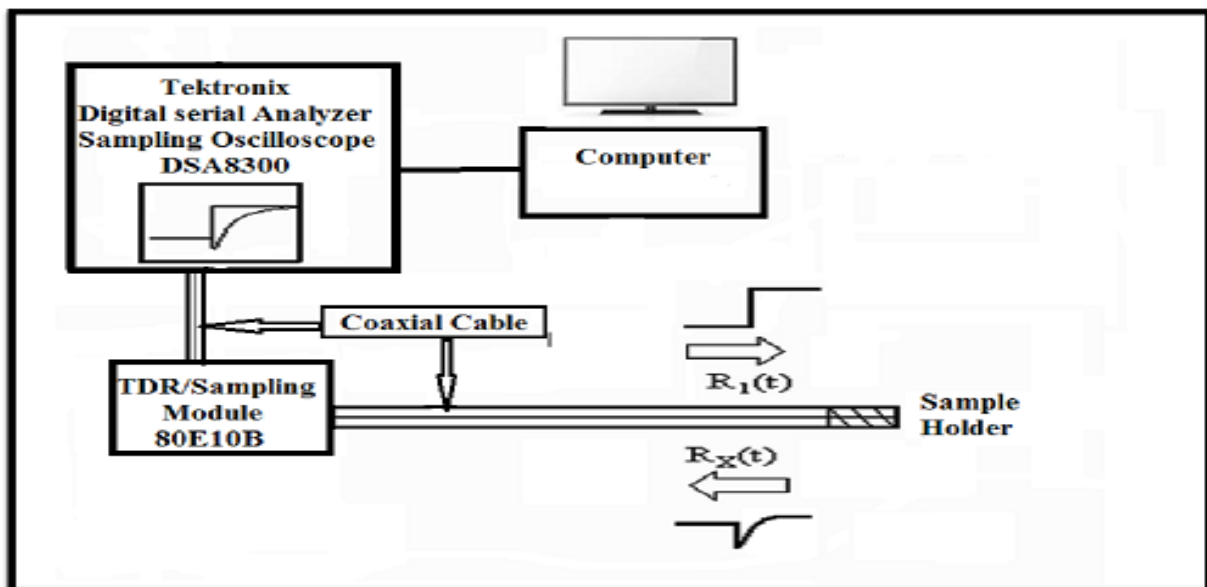 Tektronix
Digital serial Analyzer
Sampling Oscilloscope
DSA8300
Computer
Coaxial Cable
R1(t)
TDR/Sampling
Module
80E10B
Sample
Holder
RX(t)